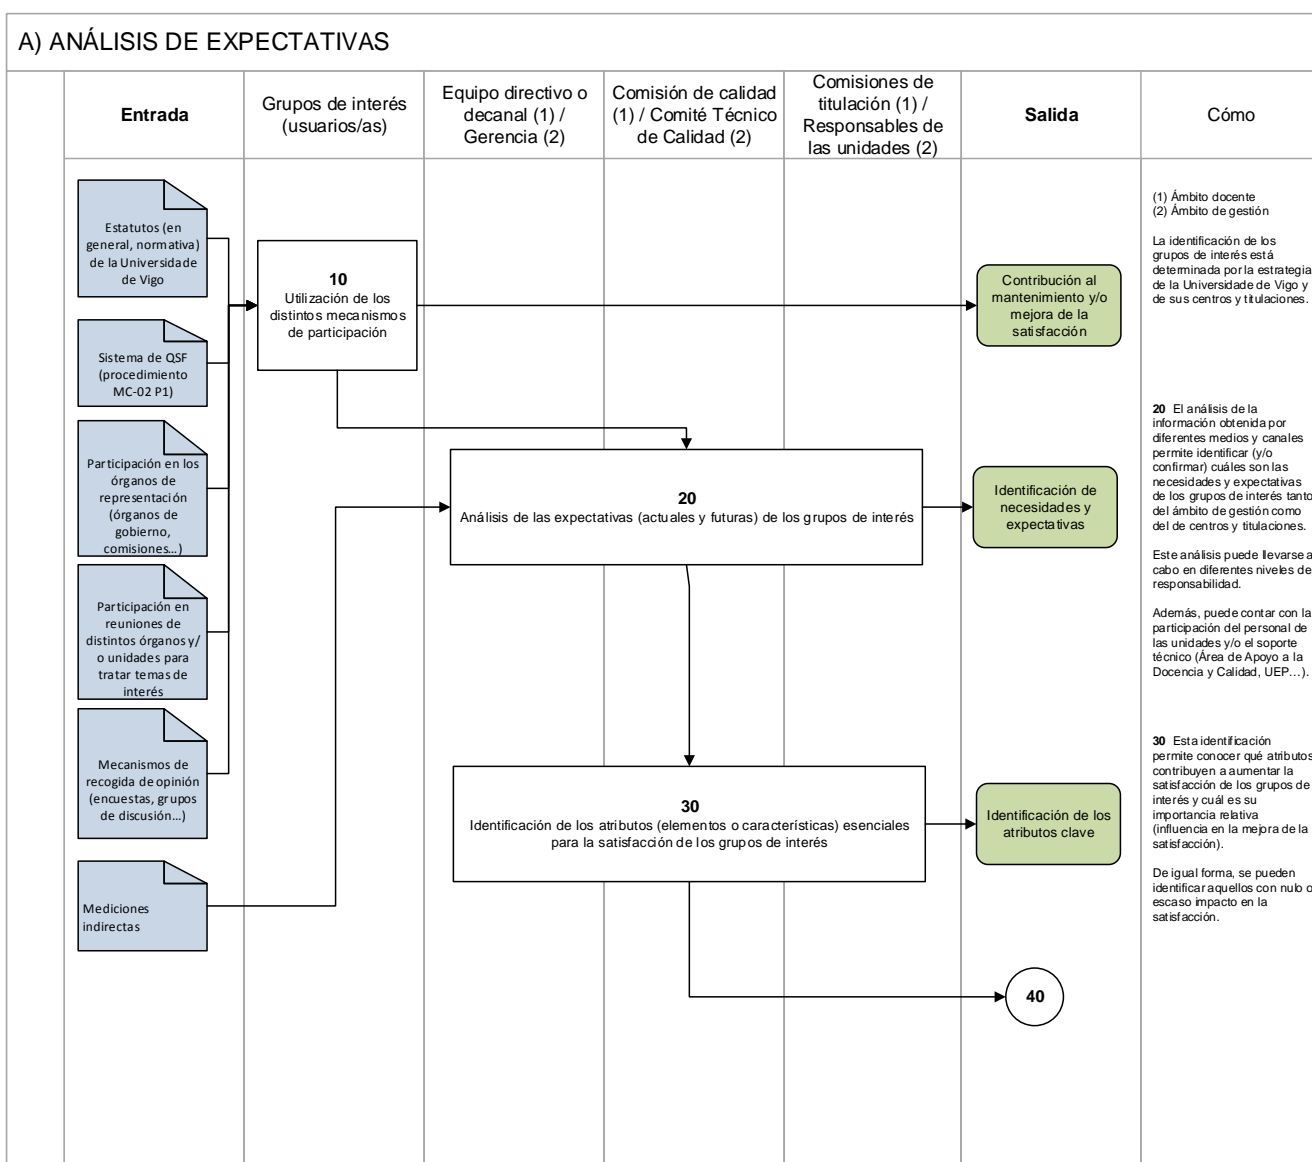 A) ANÁLISIS DE EXPECTATIVAS
Entrada
Grupos de interés
(usuarios/as)
Equipo directivo o
decanal (1) /
Gerencia (2)
Comisión de calidad
(1) / Comité Técnico
de Calidad (2)
Comisiones de
titulación (1) /
Responsables de
las unidades (2)
Salida
Cómo
Estatutos (en
general, normativa)
de la Universidade
de Vigo
Sistema de QSF
(procedimiento
MC-02 P1)
Participación en los
órganos de
representación
(órganos de
gobierno,
comisiones...)
Participación en
reuniones de
distintos órganos y/
o unidades para
tratar temas de
interés
Mecanismos de
recogida de opinión
(encuestas, grupos
de discusión...)
Mediciones
indirectas
10
Utilización de los
distintos mecanismos
de participación
20
Análisis de las expectativas (actuales y futuras) de los grupos de interés
30
Identificación de los atributos (elementos o características) esenciales
para la satisfacción de los grupos de interés
Contribución al
mantenimiento y/o
mejora de la
satisfacción
Identificación de
necesidades y
expectativas
Identificación de los
atributos clave
40
(1) Ámbito docente
(2) Ámbito de gestión
La identificación de los
grupos de interés está
determinada por la estrategia
de la Universidade de Vigo y
de sus centros y titulaciones.
20 El análisis de la
información obtenida por
diferentes medios y canales
permite identificar (y/o
confirmar) cuáles son las
necesidades y expectativas
de los grupos de interés tanto
del ámbito de gestión como
del de centros y titulaciones.
Este análisis puede llevarse a
cabo en diferentes niveles de
responsabilidad.
Además, puede contar con la
participación del personal de
las unidades y/o el soporte
técnico (Área de Apoyo a la
Docencia y Calidad, UEP...).
30 Esta identificación
permite conocer qué atributos
contribuyen a aumentar la
satisfacción de los grupos de
interés y cuál es su
importancia relativa
(influencia en la mejora de la
satisfacción).
De igual forma, se pueden
identificar aquellos con nulo o
escaso impacto en la
satisfacción.